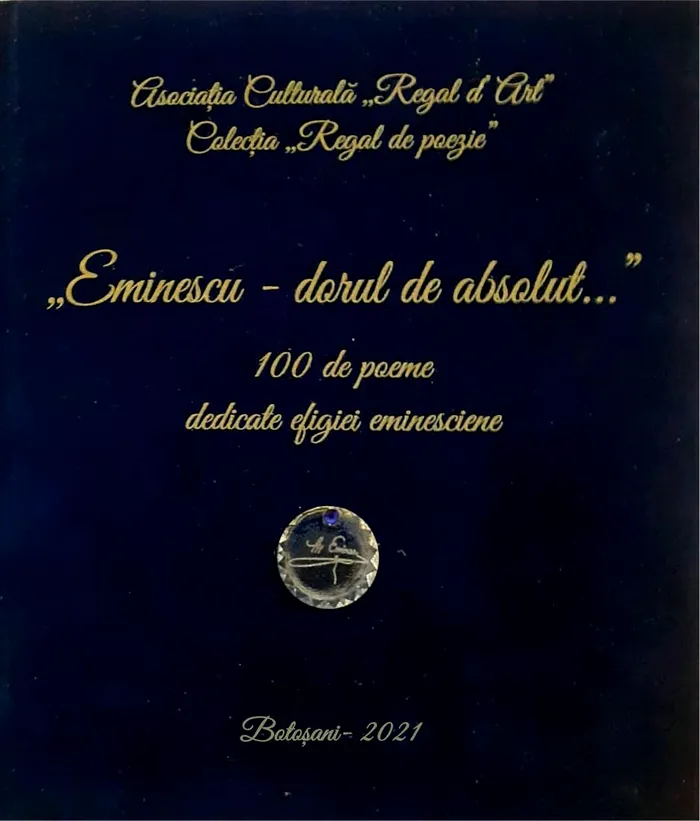 Asociația Culturală „Regal d' Art”
Colecția „Regal de poezie”
„Eminescu - dorul de absolut...”
100 de poeme
dedicate efigiei eminesciene
Botoșani- 2021